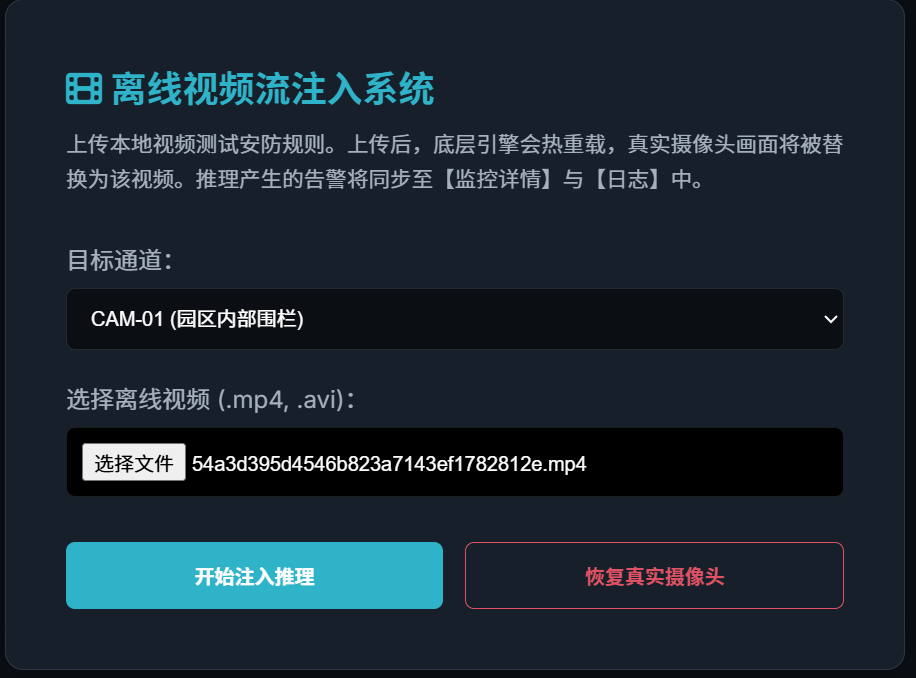 离线视频流注入系统
上传本地视频测试安防规则。上传后，底层引擎会热重载，真实摄像头画面将被替
换为该视频。推理产生的告警将同步至【监控详情】与【日志】中。
目标通道：
CAM-01 (园区内部围栏)
选择离线视频 (.mp4, .avi)：
选择文件 54a3d395d4546b823a7143ef1782812e.mp4
开始注入推理 恢复真实摄像头